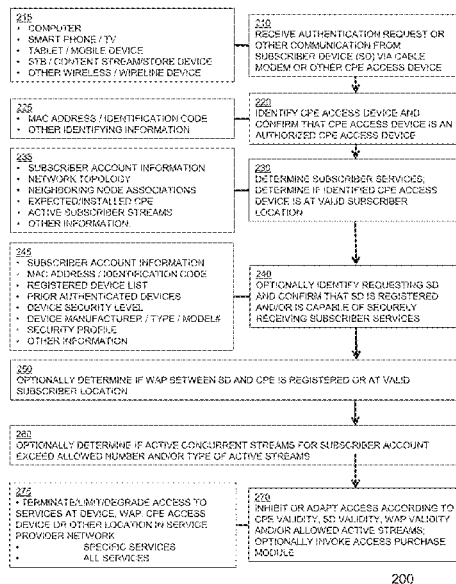 215
• COMPUTER
• SMART PHONE / TV
• TABLET / MOBILE DEVICE
• STB / CONTENT STREAM/STORE DEVICE
• OTHER WIRELESS / WIRELINE DEVICE
210
RECEIVE AUTHENTICATION REQUEST OR
OTHER COMMUNICATION FROM
SUBSCRIBER DEVICE (SD) VIA CABLE
MODEM OR OTHER CPE ACCESS DEVICE
225
• MAC ADDRESS / IDENTIFICATION CODE
• OTHER IDENTIFYING INFORMATION
220
IDENTIFY CPE ACCESS DEVICE AND
CONFIRM THAT CPE ACCESS DEVICE IS AN
AUTHORIZED CPE ACCESS DEVICE
235
• SUBSCRIBER ACCOUNT INFORMATION
• NETWORK TOPOLOGY
• NEIGHBORING NODE ASSOCIATIONS
• EXPECTED/INSTALLED CPE
• ACTIVE SUBSCRIBER STREAMS
• OTHER INFORMATION
230
DETERMINE SUBSCRIBER SERVICES;
DETERMINE IF IDENTIFIED CPE ACCESS
DEVICE IS AT VALID SUBSCRIBER
LOCATION
245
• SUBSCRIBER ACCOUNT INFORMATION
• MAC ADDRESS / IDENTIFICATION CODE
• REGISTERED DEVICE LIST
• PRIOR AUTHENTICATED DEVICES
• DEVICE SECURITY LEVEL
• DEVICE MANUFACTURER / TYPE / MODEL#
• SECURITY PROFILE
• OTHER INFORMATION
240
OPTIONALLY IDENTIFY REQUESTING SD
AND CONFIRM THAT SD IS REGISTERED
AND/OR IS CAPABLE OF SECURELY
RECEIVING SUBSCRIBER SERVICES
250
OPTIONALLY DETERMINE IF WAP BETWEEN SD AND CPE IS REGISTERED OR AT VALID
SUBSCRIBER LOCATION
260
OPTIONALLY DETERMINE IF ACTIVE CONCURRENT STREAMS FOR SUBSCRIBER ACCOUNT
EXCEED ALLOWED NUMBER AND/OR TYPE OF ACTIVE STREAMS
275
• TERMINATE/LIMIT/DEGRADE ACCESS TO
SERVICES AT DEVICE, WAP, CPE ACCESS
DEVICE OR OTHER LOCATION IN SERVICE
PROVIDER NETWORK
• SPECIFIC SERVICES
• ALL SERVICES
270
INHIBIT OR ADAPT ACCESS ACCORDING TO
CPE VALIDITY, SD VALIDITY, WAP VALIDITY
AND/OR ALLOWED ACTIVE STREAMS;
OPTIONALLY INVOKE ACCESS PURCHASE
MODULE
200